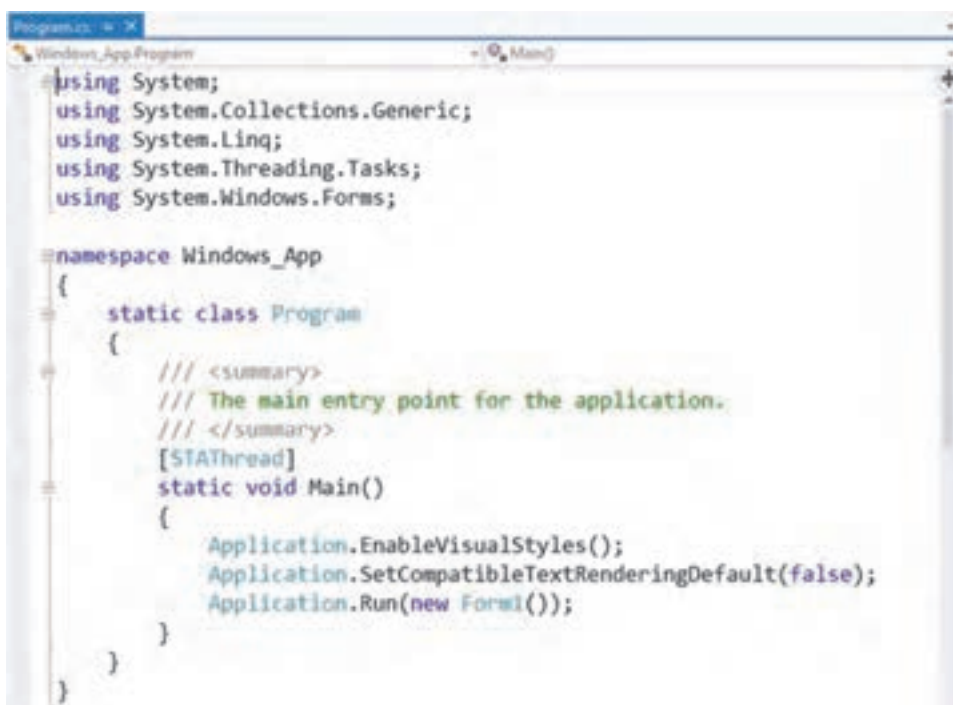 Program.cs
Windows_App.Program Main()
using System;
using System.Collections.Generic;
using System.Linq;
using System.Threading.Tasks;
using System.Windows.Forms;
namespace Windows_App
{
static class Program
{
/// <summary>
/// The main entry point for the application.
/// </summary>
[STAThread]
static void Main()
{
Application.EnableVisualStyles();
Application.SetCompatibleTextRenderingDefault(false);
Application.Run(new Form1());
}
}
}